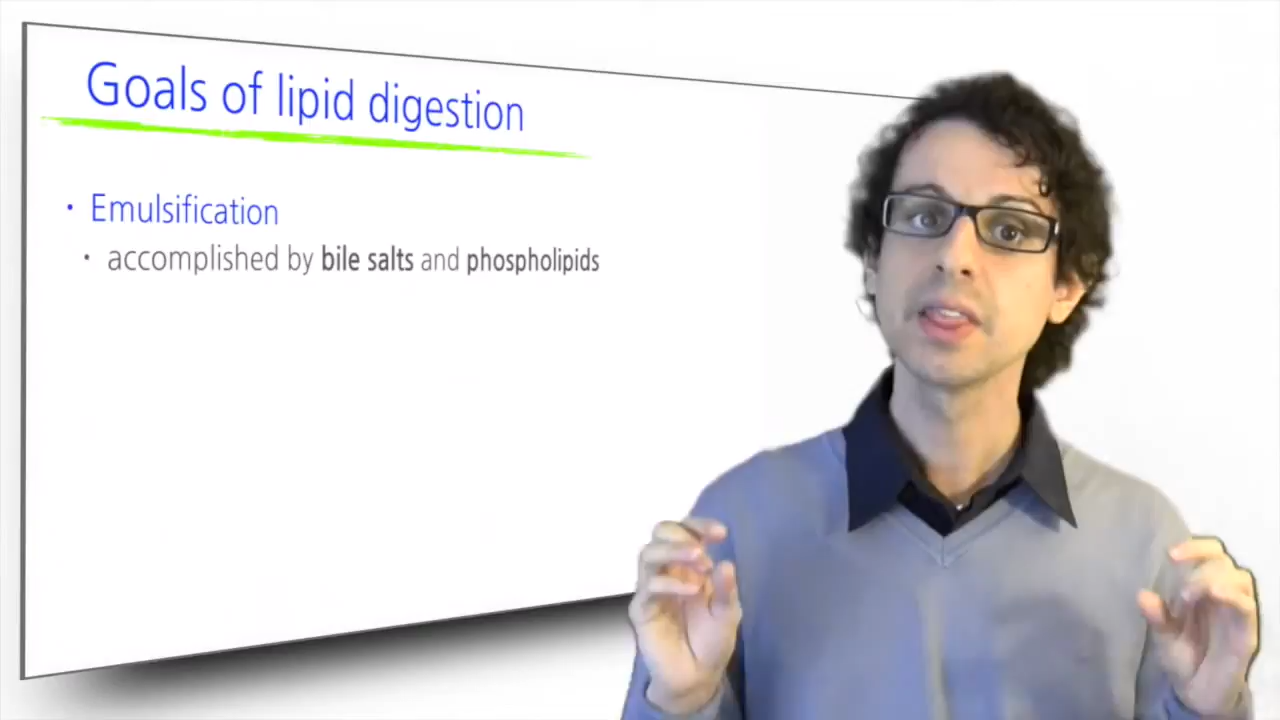 Goals of lipid digestion
• Emulsification
• accomplished by bile salts and phospholipids